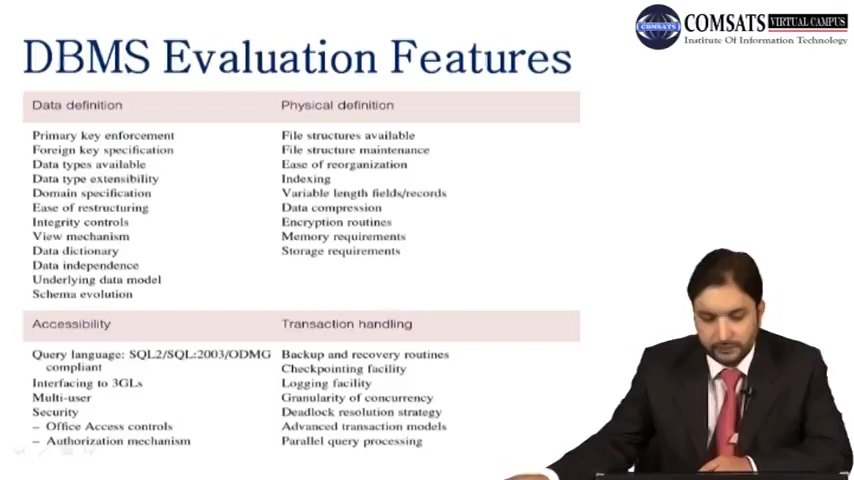 COMSATS
COMSATS VIRTUAL CAMPUS
Institute Of Information Technology
DBMS Evaluation Features
Data definition
Primary key enforcement
Foreign key specification
Data types available
Data type extensibility
Domain specification
Ease of restructuring
Integrity controls
View mechanism
Data dictionary
Data independence
Underlying data model
Schema evolution
Physical definition
File structures available
File structure maintenance
Ease of reorganization
Indexing
Variable length fields/records
Data compression
Encryption routines
Memory requirements
Storage requirements
Accessibility
Query language: SQL2/SQL:2003/ODMG
compliant
Interfacing to 3GLs
Multi-user
Security
– Office Access controls
– Authorization mechanism
Transaction handling
Backup and recovery routines
Checkpointing facility
Logging facility
Granularity of concurrency
Deadlock resolution strategy
Advanced transaction models
Parallel query processing